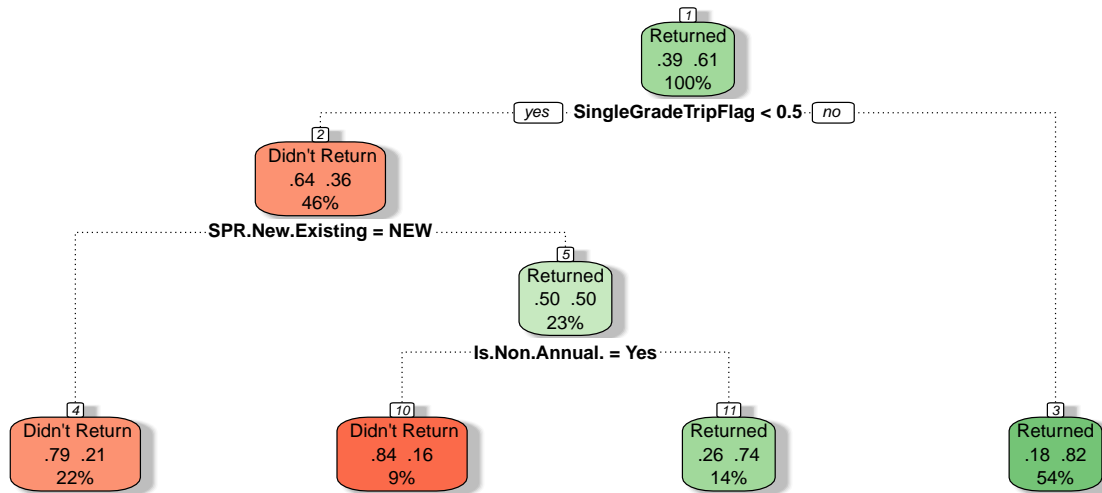 1
Returned
.39 .61
100%
yes SingleGradeTripFlag < 0.5 no
2
Didn't Return
.64 .36
46%
SPR.New.Existing = NEW
5
Returned
.50 .50
23%
Is.Non.Annual. = Yes
4
Didn't Return
.79 .21
22%
10
Didn't Return
.84 .16
9%
11
Returned
.26 .74
14%
3
Returned
.18 .82
54%